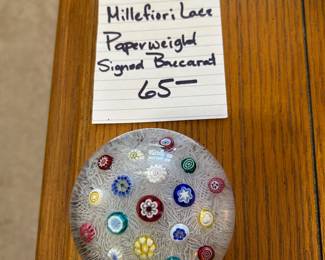 Millefiori Lace
Paperweight
Signed Baccarat
65-